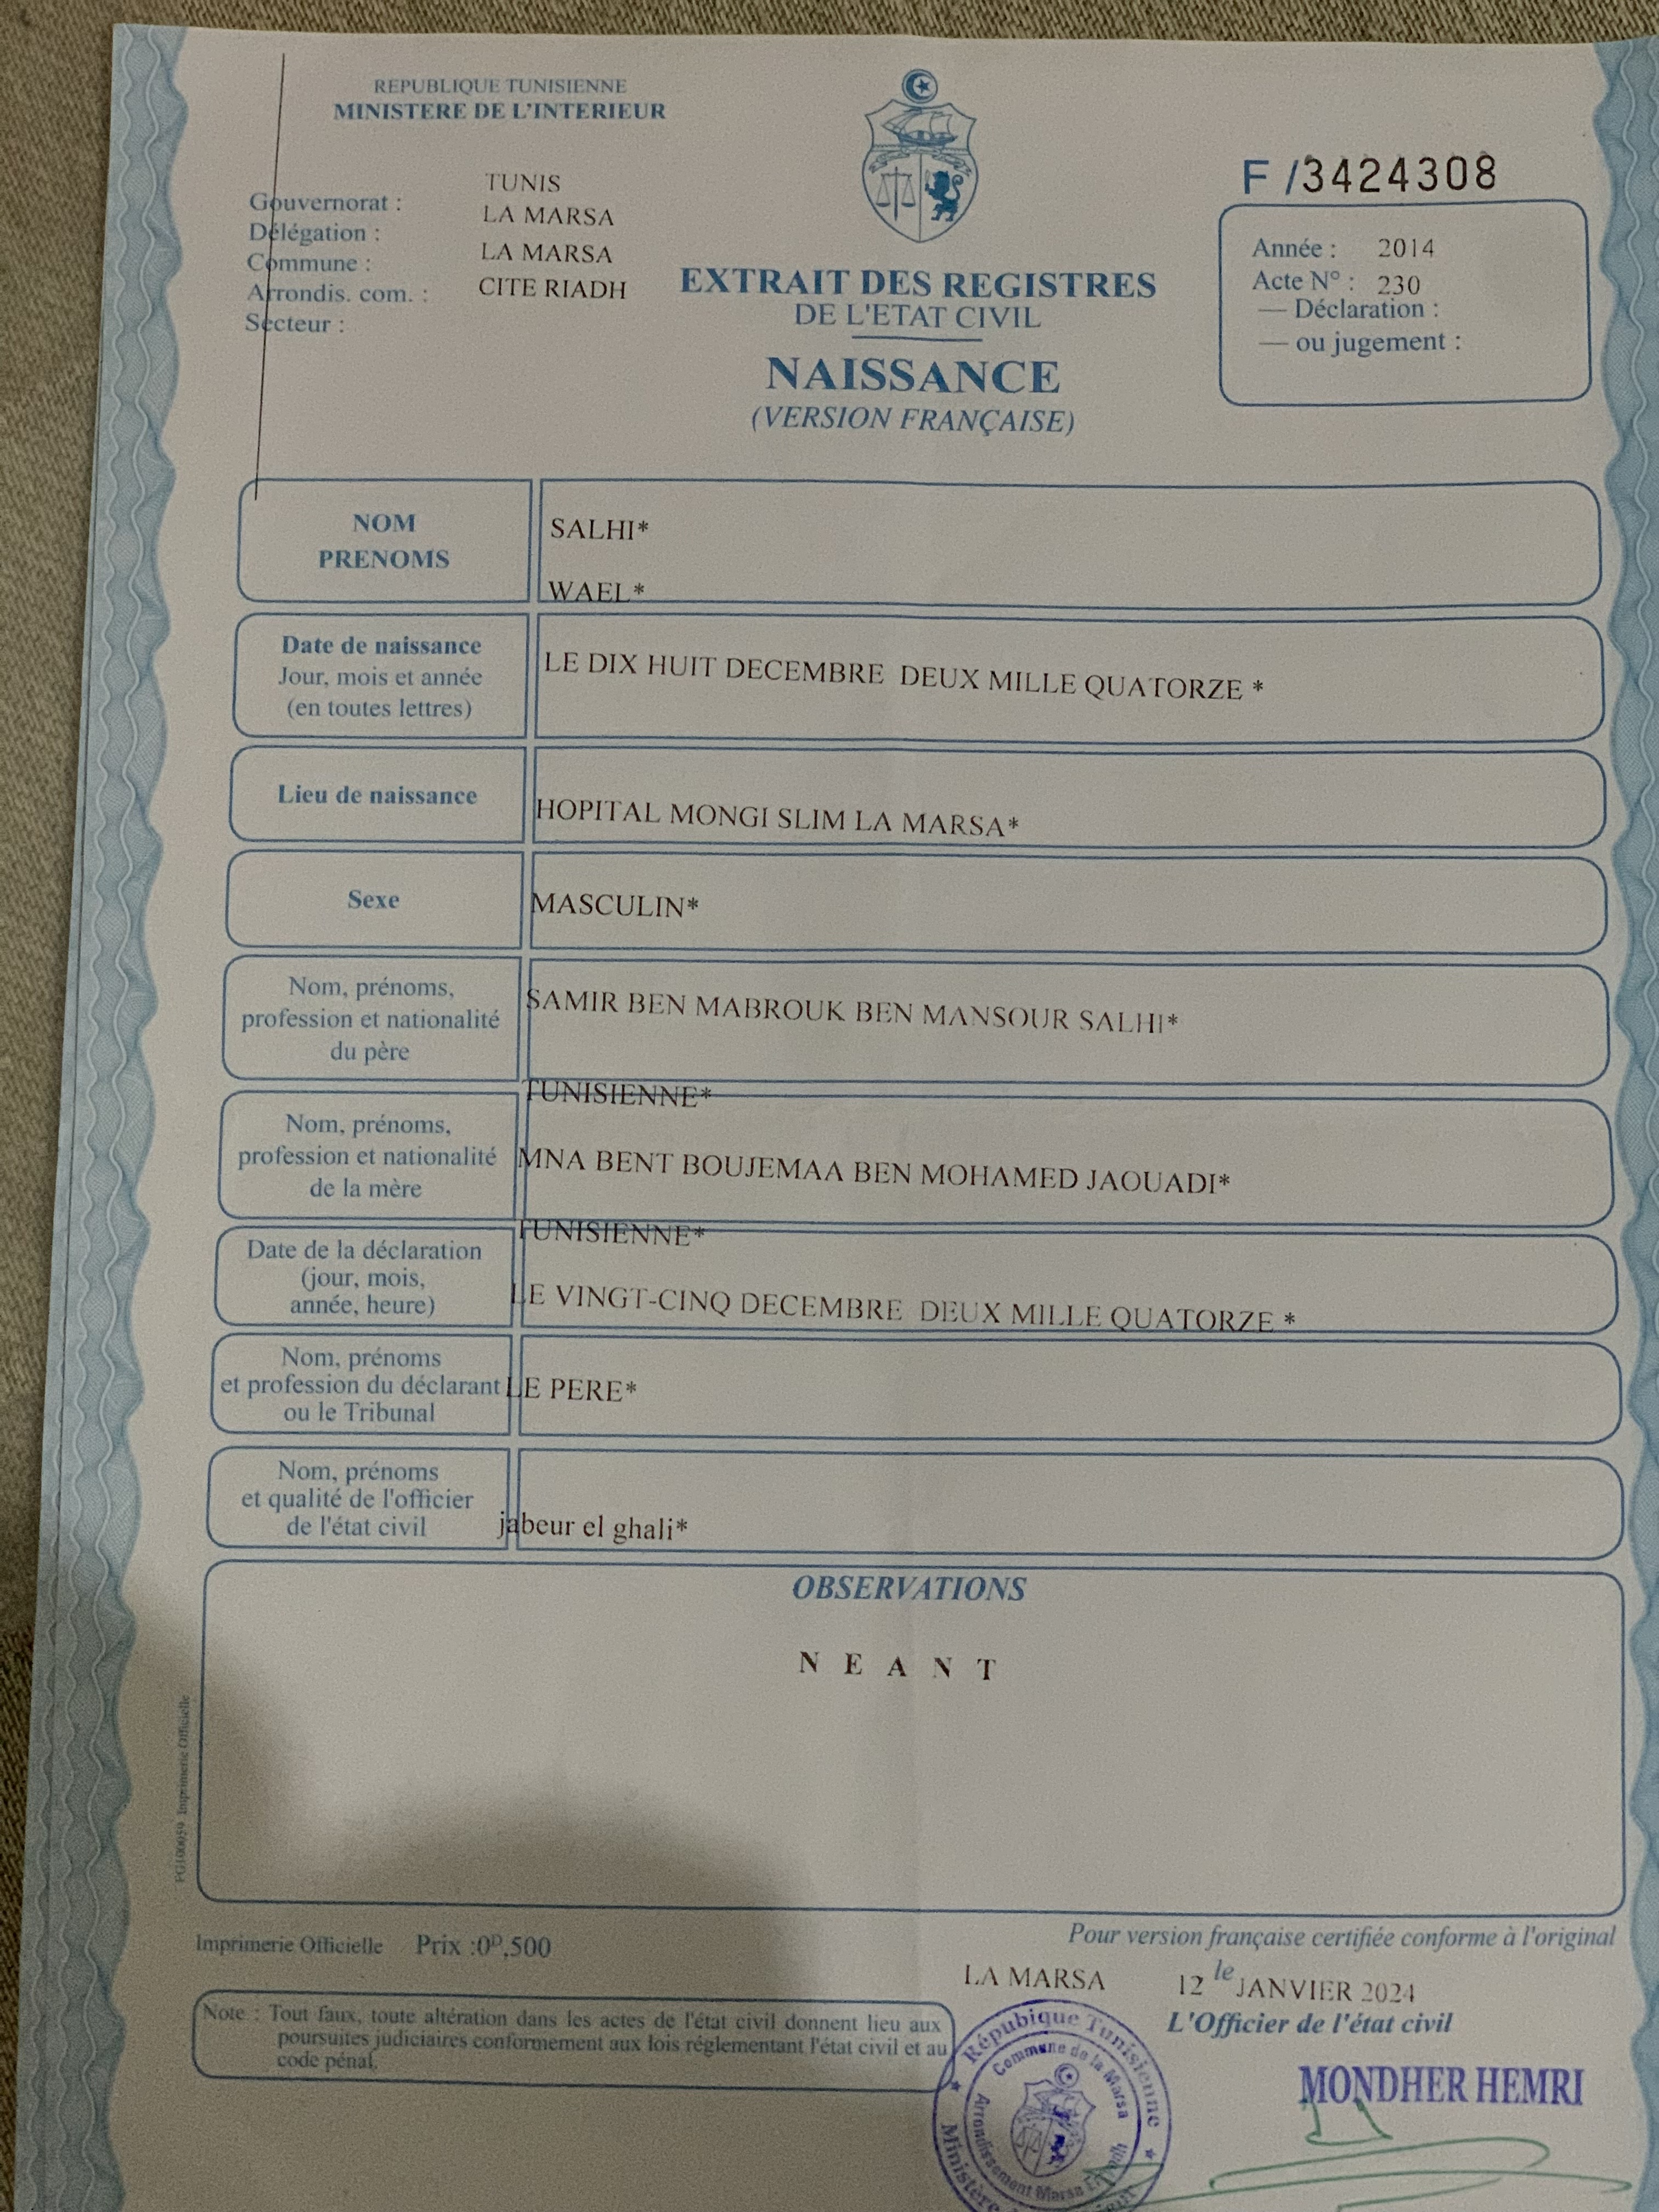 REPUBLIQUE TUNISIENNE
MINISTERE DE L'INTERIEUR
F /3424308
Gouvernorat : TUNIS
Délégation : LA MARSA
Commune : LA MARSA
Arrondis. com. : CITE RIADH
Secteur :
EXTRAIT DES REGISTRES
DE L'ETAT CIVIL
NAISSANCE
(VERSION FRANÇAISE)
Année : 2014
Acte N° : 230
— Déclaration :
— ou jugement :
NOM
PRENOMS
SALHI*
WAEL*
Date de naissance
Jour, mois et année
(en toutes lettres)
LE DIX HUIT DECEMBRE DEUX MILLE QUATORZE *
Lieu de naissance
HOPITAL MONGI SLIM LA MARSA*
Sexe
MASCULIN*
Nom, prénoms,
profession et nationalité
du père
SAMIR BEN MABROUK BEN MANSOUR SALHI*
TUNISIENNE*
Nom, prénoms,
profession et nationalité
de la mère
MNA BENT BOUJEMAA BEN MOHAMED JAOUADI*
TUNISIENNE*
Date de la déclaration
(jour, mois,
année, heure)
LE VINGT-CINQ DECEMBRE DEUX MILLE QUATORZE *
Nom, prénoms
et profession du déclarant
ou le Tribunal
LE PERE*
Nom, prénoms
et qualité de l'officier
de l'état civil
jabeur el ghali*
OBSERVATIONS
N E A N T
FG100059 Imprimerie Officielle
Imprimerie Officielle Prix :0ᴰ,500
Pour version française certifiée conforme à l'original
LA MARSA 12 le JANVIER 2024
L'Officier de l'état civil
MONDHER HEMRI
Note : Tout faux, toute altération dans les actes de l'état civil donnent lieu aux
poursuites judiciaires conformement aux lois réglementant l'état civil et au
code pénal.
République Tunisienne
Commune de la Marsa
Arrondissement Marsa
Ministère